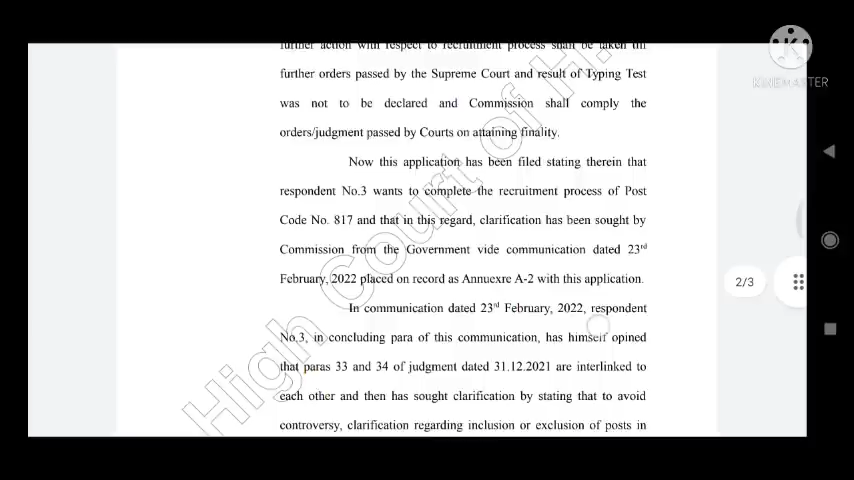 further action with respect to recruitment process shall be taken till
further orders passed by the Supreme Court and result of Typing Test
was not to be declared and Commission shall comply the
orders/judgment passed by Courts on attaining finality.
Now this application has been filed stating therein that
respondent No.3 wants to complete the recruitment process of Post
Code No. 817 and that in this regard, clarification has been sought by
Commission from the Government vide communication dated 23rd
February, 2022 placed on record as Annuexre A-2 with this application.
In communication dated 23rd February, 2022, respondent
No.3, in concluding para of this communication, has himself opined
that paras 33 and 34 of judgment dated 31.12.2021 are interlinked to
each other and then has sought clarification by stating that to avoid
controversy, clarification regarding inclusion or exclusion of posts in
High Court of H.
KINEMASTER
2/3